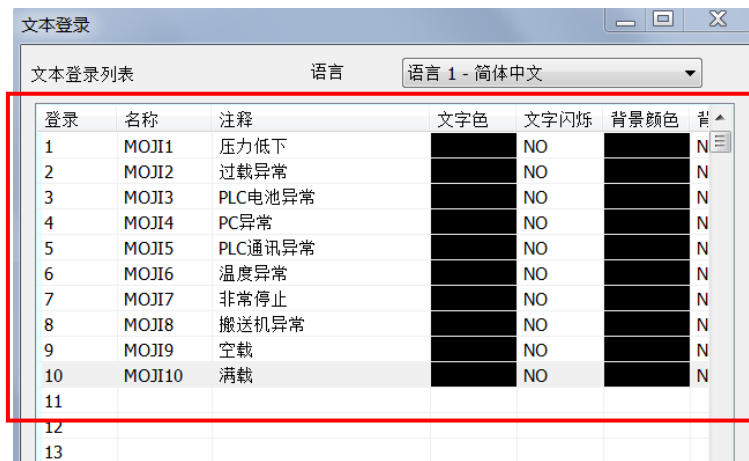 文本登录
文本登录列表 语言 语言 1 - 简体中文
登录 名称 注释 文字色 文字闪烁 背景颜色
1 MOJI1 压力低下 NO N
2 MOJI2 过载异常 NO N
3 MOJI3 PLC电池异常 NO N
4 MOJI4 PC异常 NO N
5 MOJI5 PLC通讯异常 NO N
6 MOJI6 温度异常 NO N
7 MOJI7 非常停止 NO N
8 MOJI8 搬送机异常 NO N
9 MOJI9 空载 NO N
10 MOJI10 满载 NO N
11
12
13